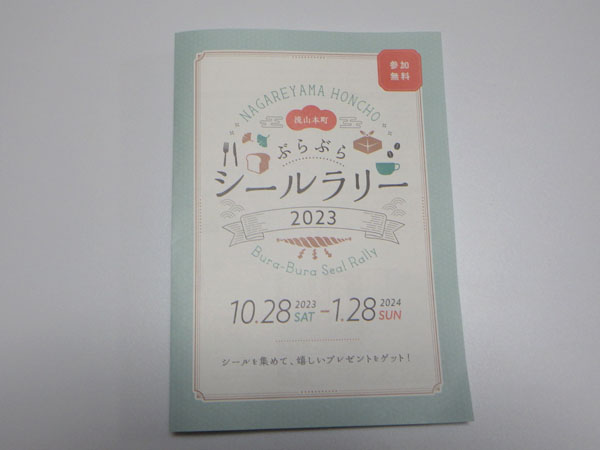 参加
無料
NAGAREYAMA HONCHO
流山本町
ぶらぶら
シールラリー
2023
Bura-Bura Seal Rally
10.28 2023 SAT - 1.28 2024 SUN
シールを集めて、嬉しいプレゼントをゲット!